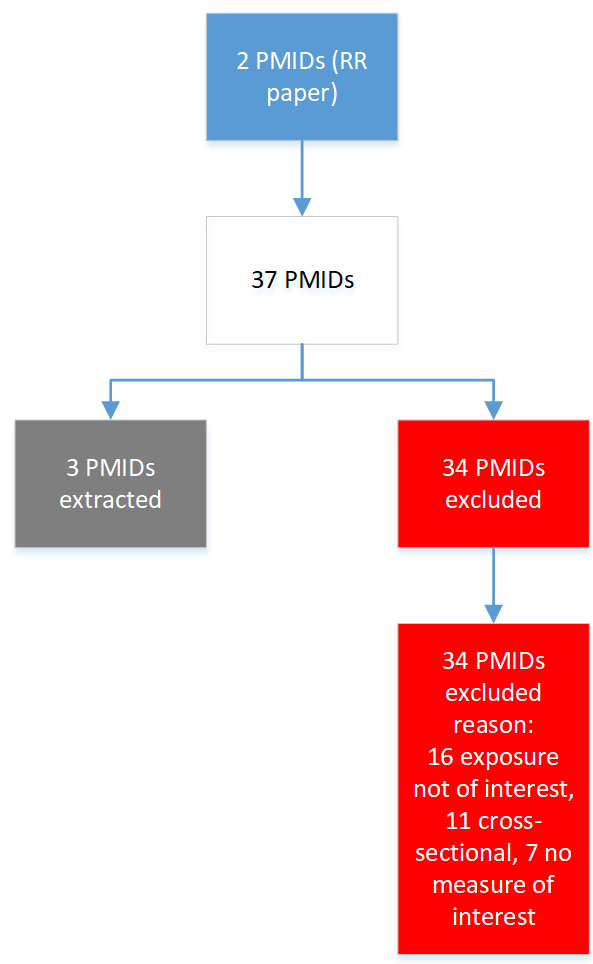 2 PMIDs (RR
paper)
37 PMIDs
3 PMIDs
extracted
34 PMIDs
excluded
34 PMIDs
excluded
reason:
16 exposure
not of interest,
11 cross-
sectional, 7 no
measure of
interest